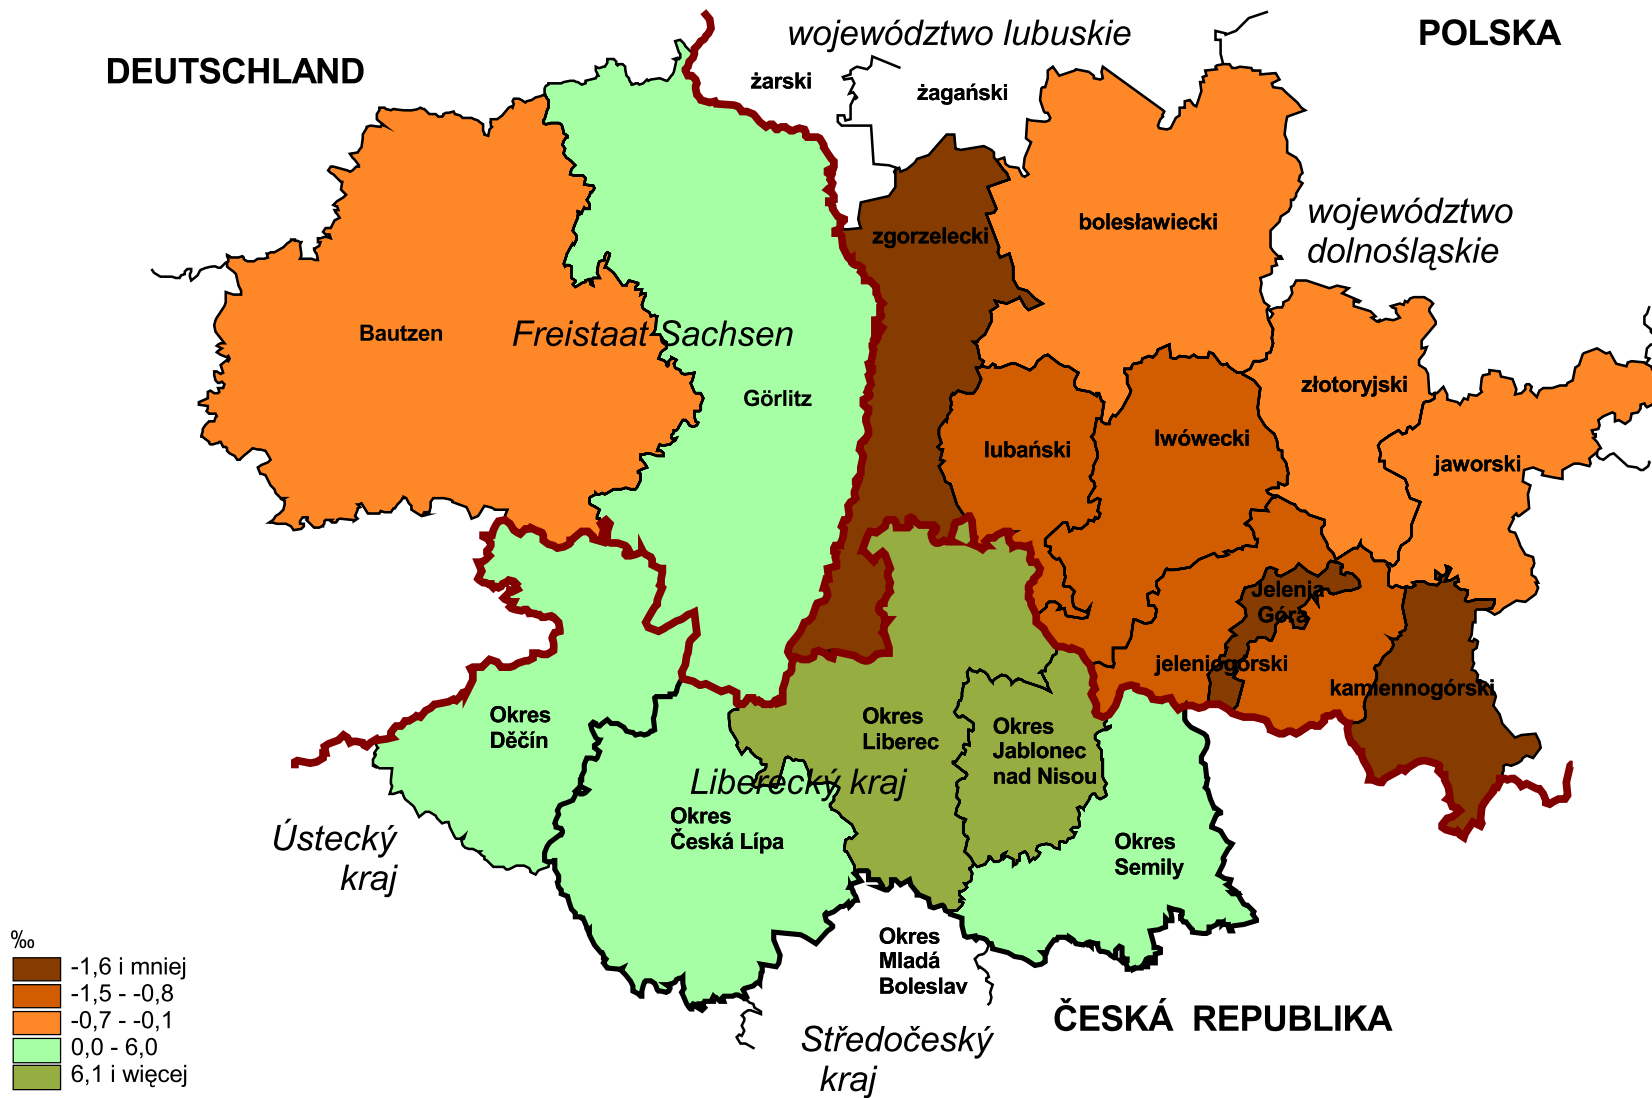 województwo lubuskie
POLSKA
DEUTSCHLAND
żarski
żagański
zgorzelecki
bolesławiecki
województwo
dolnośląskie
Bautzen
Freistaat Sachsen
Görlitz
złotoryjski
lubański
lwówecki
jaworski
Jelenia
Góra
jeleniogórski
kamiennogórski
Okres
Děčín
Okres
Liberec
Okres
Jablonec
nad Nisou
Liberecký kraj
Okres
Česká Lípa
Ústecký
kraj
Okres
Semily
Okres
Mladá
Boleslav
ČESKÁ REPUBLIKA
Středočeský
kraj
‰
-1,6 i mniej
-1,5 - -0,8
-0,7 - -0,1
0,0 - 6,0
6,1 i więcej